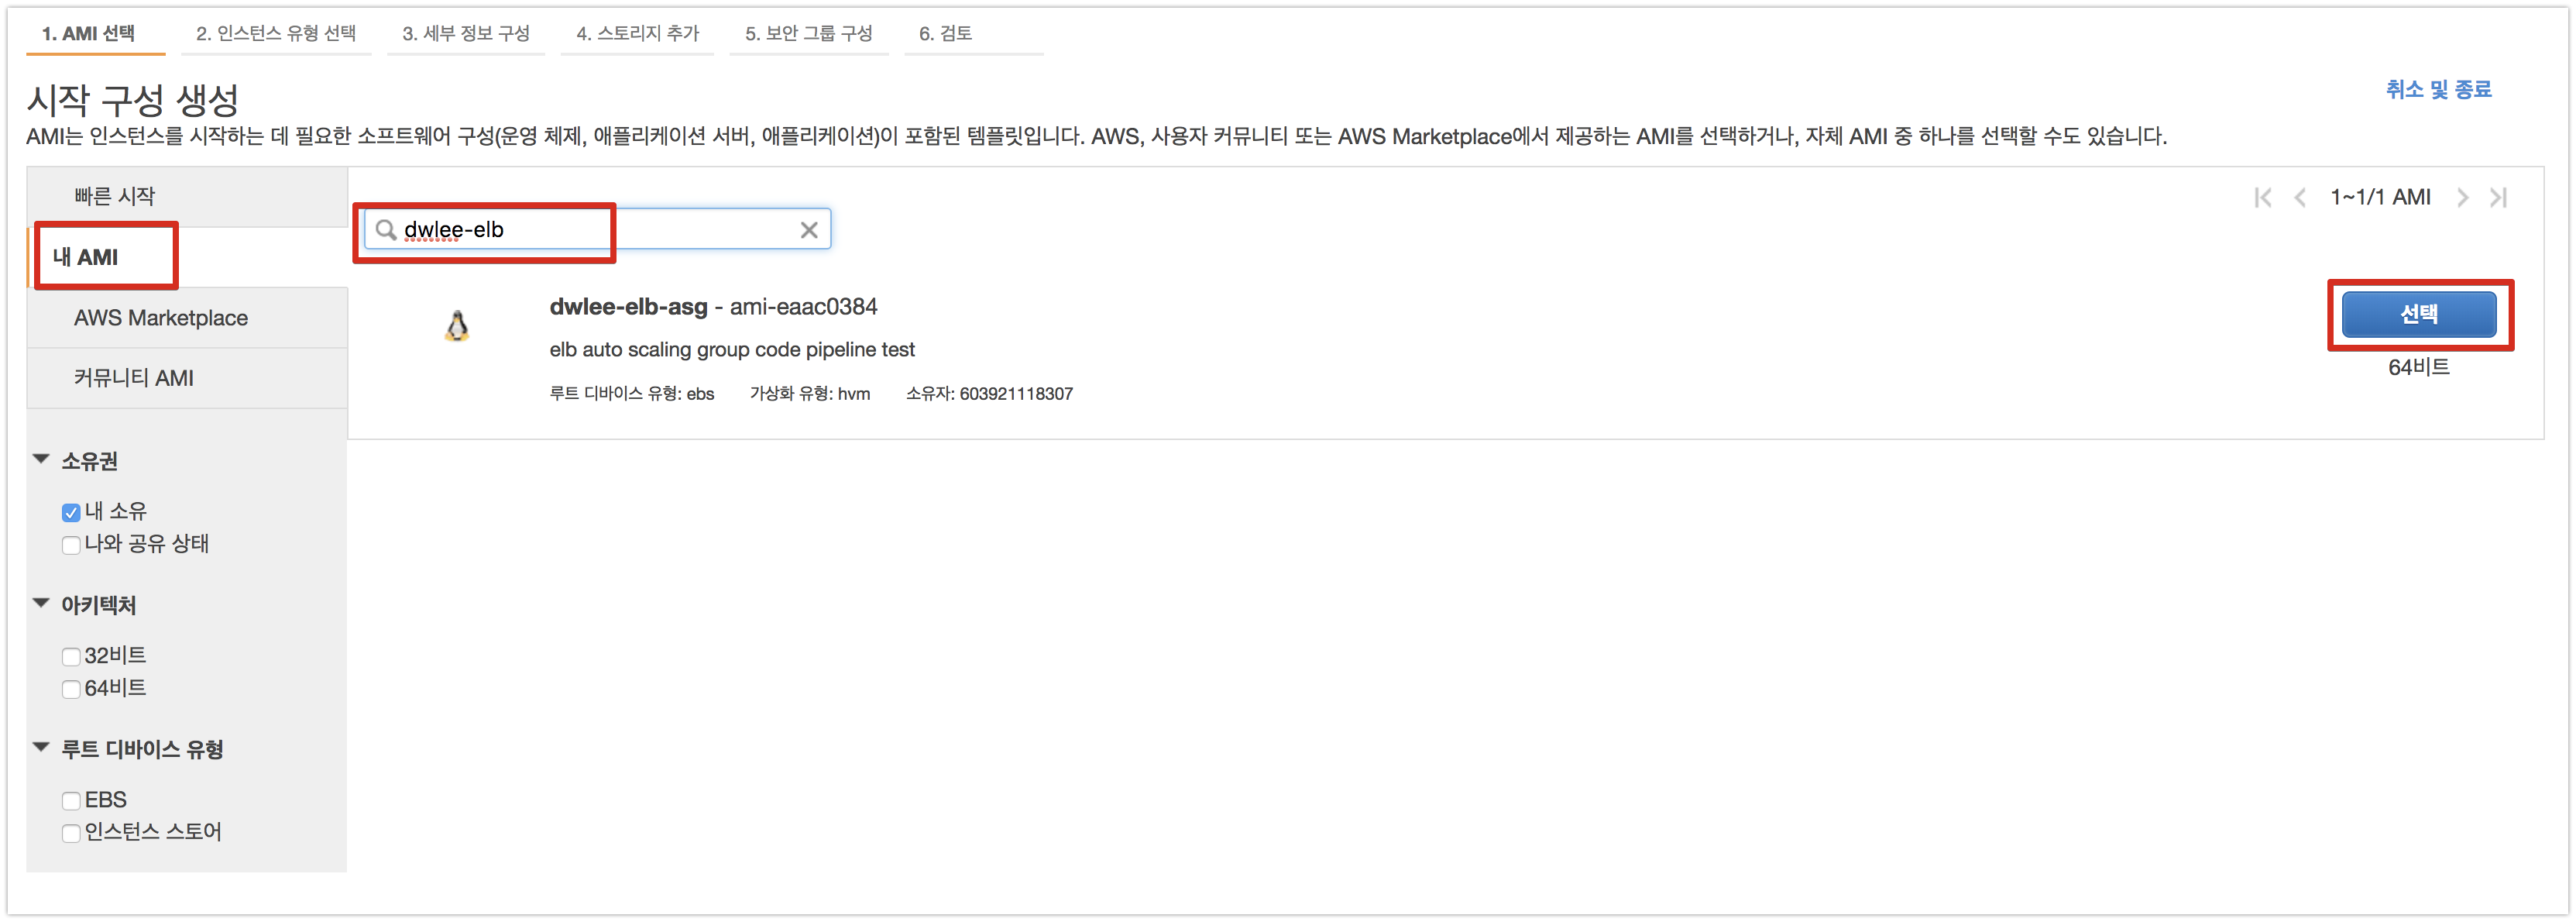 1. AMI 선택 2. 인스턴스 유형 선택 3. 세부 정보 구성 4. 스토리지 추가 5. 보안 그룹 구성 6. 검토
시작 구성 생성
취소 및 종료
AMI는 인스턴스를 시작하는 데 필요한 소프트웨어 구성(운영 체제, 애플리케이션 서버, 애플리케이션)이 포함된 템플릿입니다. AWS, 사용자 커뮤니티 또는 AWS Marketplace에서 제공하는 AMI를 선택하거나, 자체 AMI 중 하나를 선택할 수도 있습니다.
빠른 시작
내 AMI
AWS Marketplace
커뮤니티 AMI
소유권
내 소유
나와 공유 상태
아키텍처
32비트
64비트
루트 디바이스 유형
EBS
인스턴스 스토어
dwlee-elb
1~1/1 AMI
dwlee-elb-asg - ami-eaac0384
elb auto scaling group code pipeline test
루트 디바이스 유형: ebs 가상화 유형: hvm 소유자: 603921118307
선택
64비트